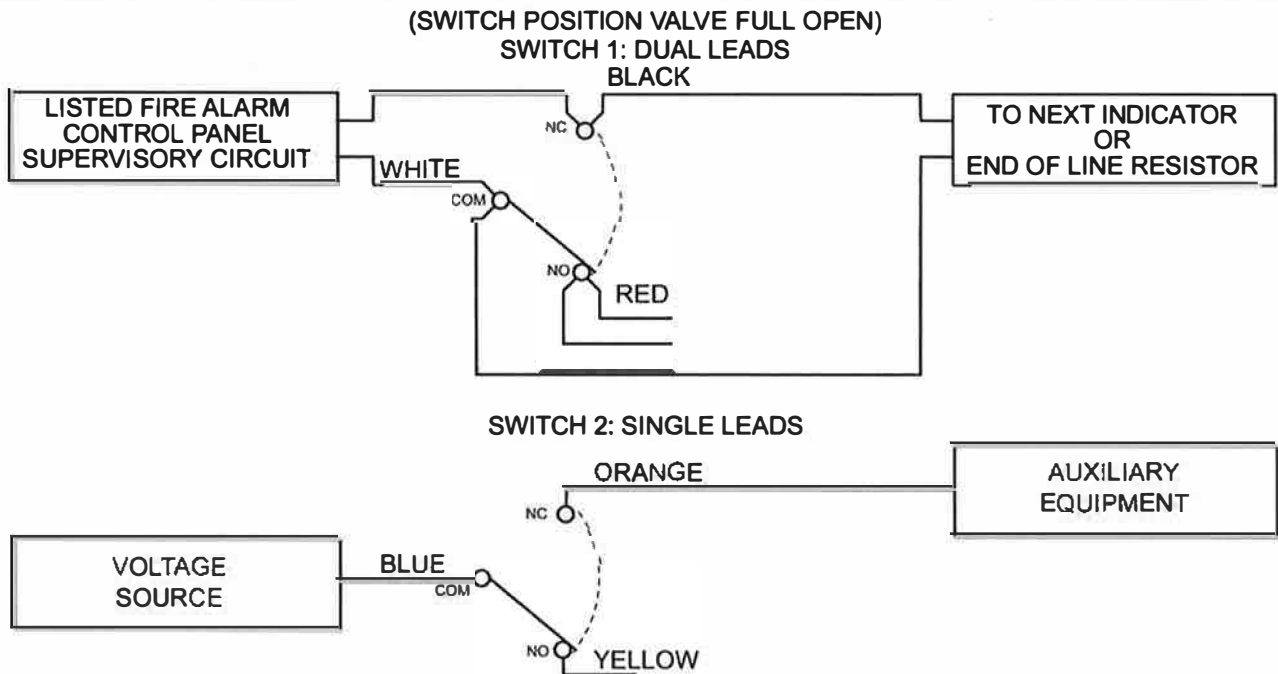 (SWITCH POSITION VALVE FULL OPEN)
SWITCH 1: DUAL LEADS
BLACK
LISTED FIRE ALARM
CONTROL PANEL
SUPERVISORY CIRCUIT
NC
TO NEXT INDICATOR
OR
END OF LINE RESISTOR
WHITE
COM
NO
RED
SWITCH 2: SINGLE LEADS
ORANGE
NC
AUXILIARY
EQUIPMENT
VOLTAGE
SOURCE
BLUE
COM
NO
YELLOW